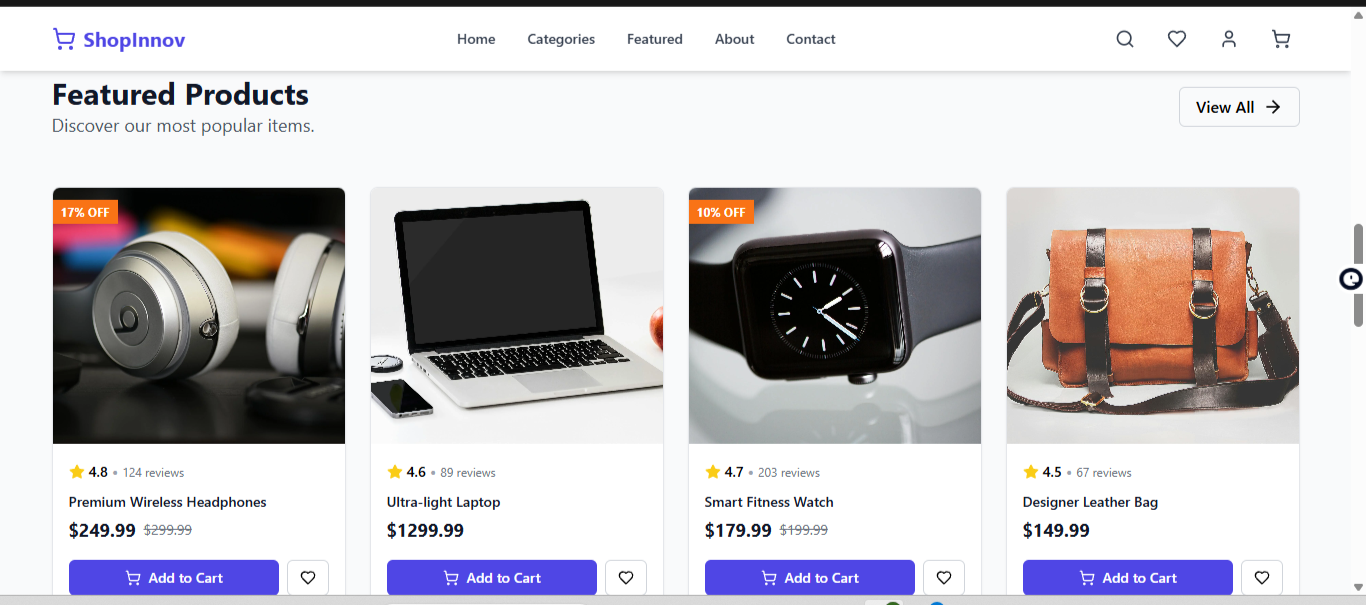 ShopInnov
Home Categories Featured About Contact
Featured Products
Discover our most popular items.
View All
17% OFF
10% OFF
4.8 • 124 reviews
Premium Wireless Headphones
$249.99 $299.99
Add to Cart
4.6 • 89 reviews
Ultra-light Laptop
$1299.99
Add to Cart
4.7 • 203 reviews
Smart Fitness Watch
$179.99 $199.99
Add to Cart
4.5 • 67 reviews
Designer Leather Bag
$149.99
Add to Cart